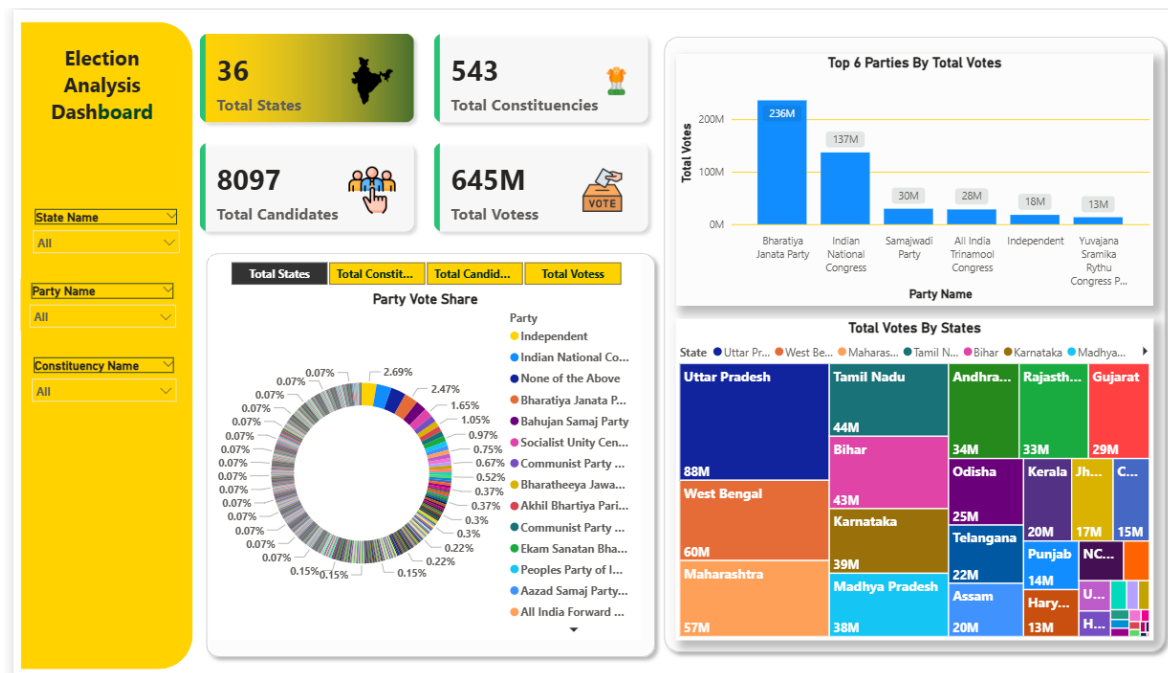 Election
Analysis
Dashboard
State Name
All
Party Name
All
Constituency Name
All
36
Total States
543
Total Constituencies
8097
Total Candidates
645M
Total Votess
VOTE
Total States
Total Constit...
Total Candid...
Total Votess
Party Vote Share
2.69%
2.47%
1.65%
1.05%
0.97%
0.75%
0.67%
0.52%
0.37%
0.37%
0.3%
0.3%
0.22%
0.22%
0.15%
0.15%
0.15%
0.07%
0.07%
0.07%
0.07%
0.07%
0.07%
0.07%
0.07%
0.07%
0.07%
0.07%
0.07%
0.07%
0.07%
Party
Independent
Indian National Co...
None of the Above
Bharatiya Janata P...
Bahujan Samaj Party
Socialist Unity Cen...
Communist Party ...
Bharatheeya Jawa...
Akhil Bhartiya Pari...
Communist Party ...
Ekam Sanatan Bha...
Peoples Party of I...
Aazad Samaj Party...
All India Forward ...
Top 6 Parties By Total Votes
Total Votes
200M
100M
0M
236M
137M
30M
28M
18M
13M
Bharatiya
Janata Party
Indian
National
Congress
Samajwadi
Party
All India
Trinamool
Congress
Independent
Yuvajana
Sramika
Rythu
Congress P...
Party Name
Total Votes By States
State Uttar Pr... West Be... Maharas... Tamil N... Bihar Karnataka Madhya...
Uttar Pradesh
88M
West Bengal
60M
Maharashtra
57M
Tamil Nadu
44M
Bihar
43M
Karnataka
39M
Madhya Pradesh
38M
Andhra...
34M
Rajasth...
33M
Gujarat
29M
Odisha
25M
Telangana
22M
Assam
20M
Kerala
20M
Jh...
17M
C...
15M
Punjab
14M
Hary...
13M
NC...
U...
H...